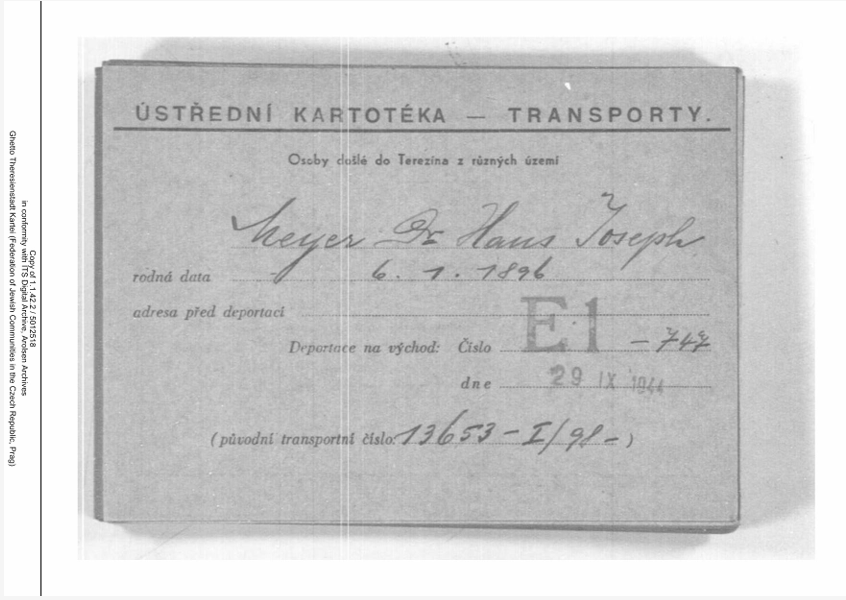 ÚSTŘEDNÍ KARTOTÉKA — TRANSPORTY.
Osoby došlé do Terezína z různých území
Meyer Dr Hans Joseph
rodná data 6. 1. 1896
adresa před deportací
Deportace na východ: Číslo E1 - 747
dne 29 IX 1944
(původní transportní číslo: 13653 - I/98 - )
Copy of 1.1.42.2 / 5012518
in conformity with ITS Digital Archive, Arolsen Archives
Ghetto Theresienstadt Kartei (Federation of Jewish Communities in the Czech Republic, Prag)